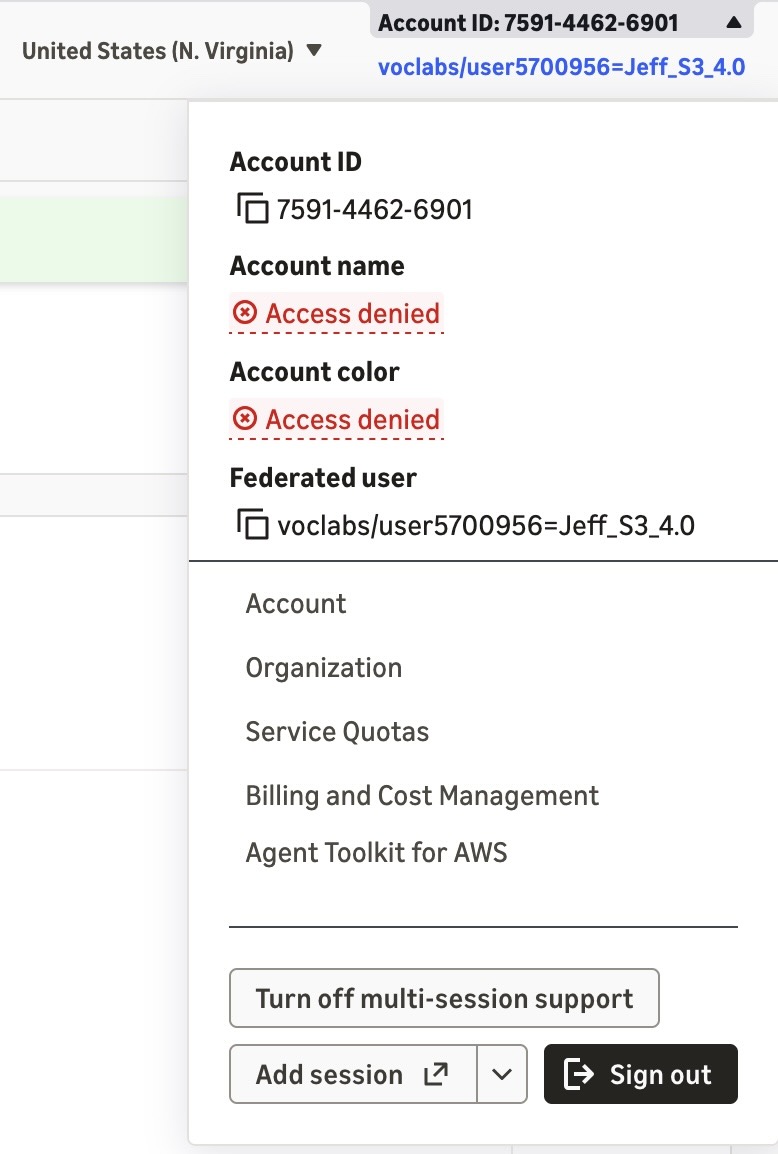 United States (N. Virginia)
Account ID: 7591-4462-6901
voclabs/user5700956=Jeff_S3_4.0
Account ID
7591-4462-6901
Account name
Access denied
Account color
Access denied
Federated user
voclabs/user5700956=Jeff_S3_4.0
Account
Organization
Service Quotas
Billing and Cost Management
Agent Toolkit for AWS
Turn off multi-session support
Add session
Sign out